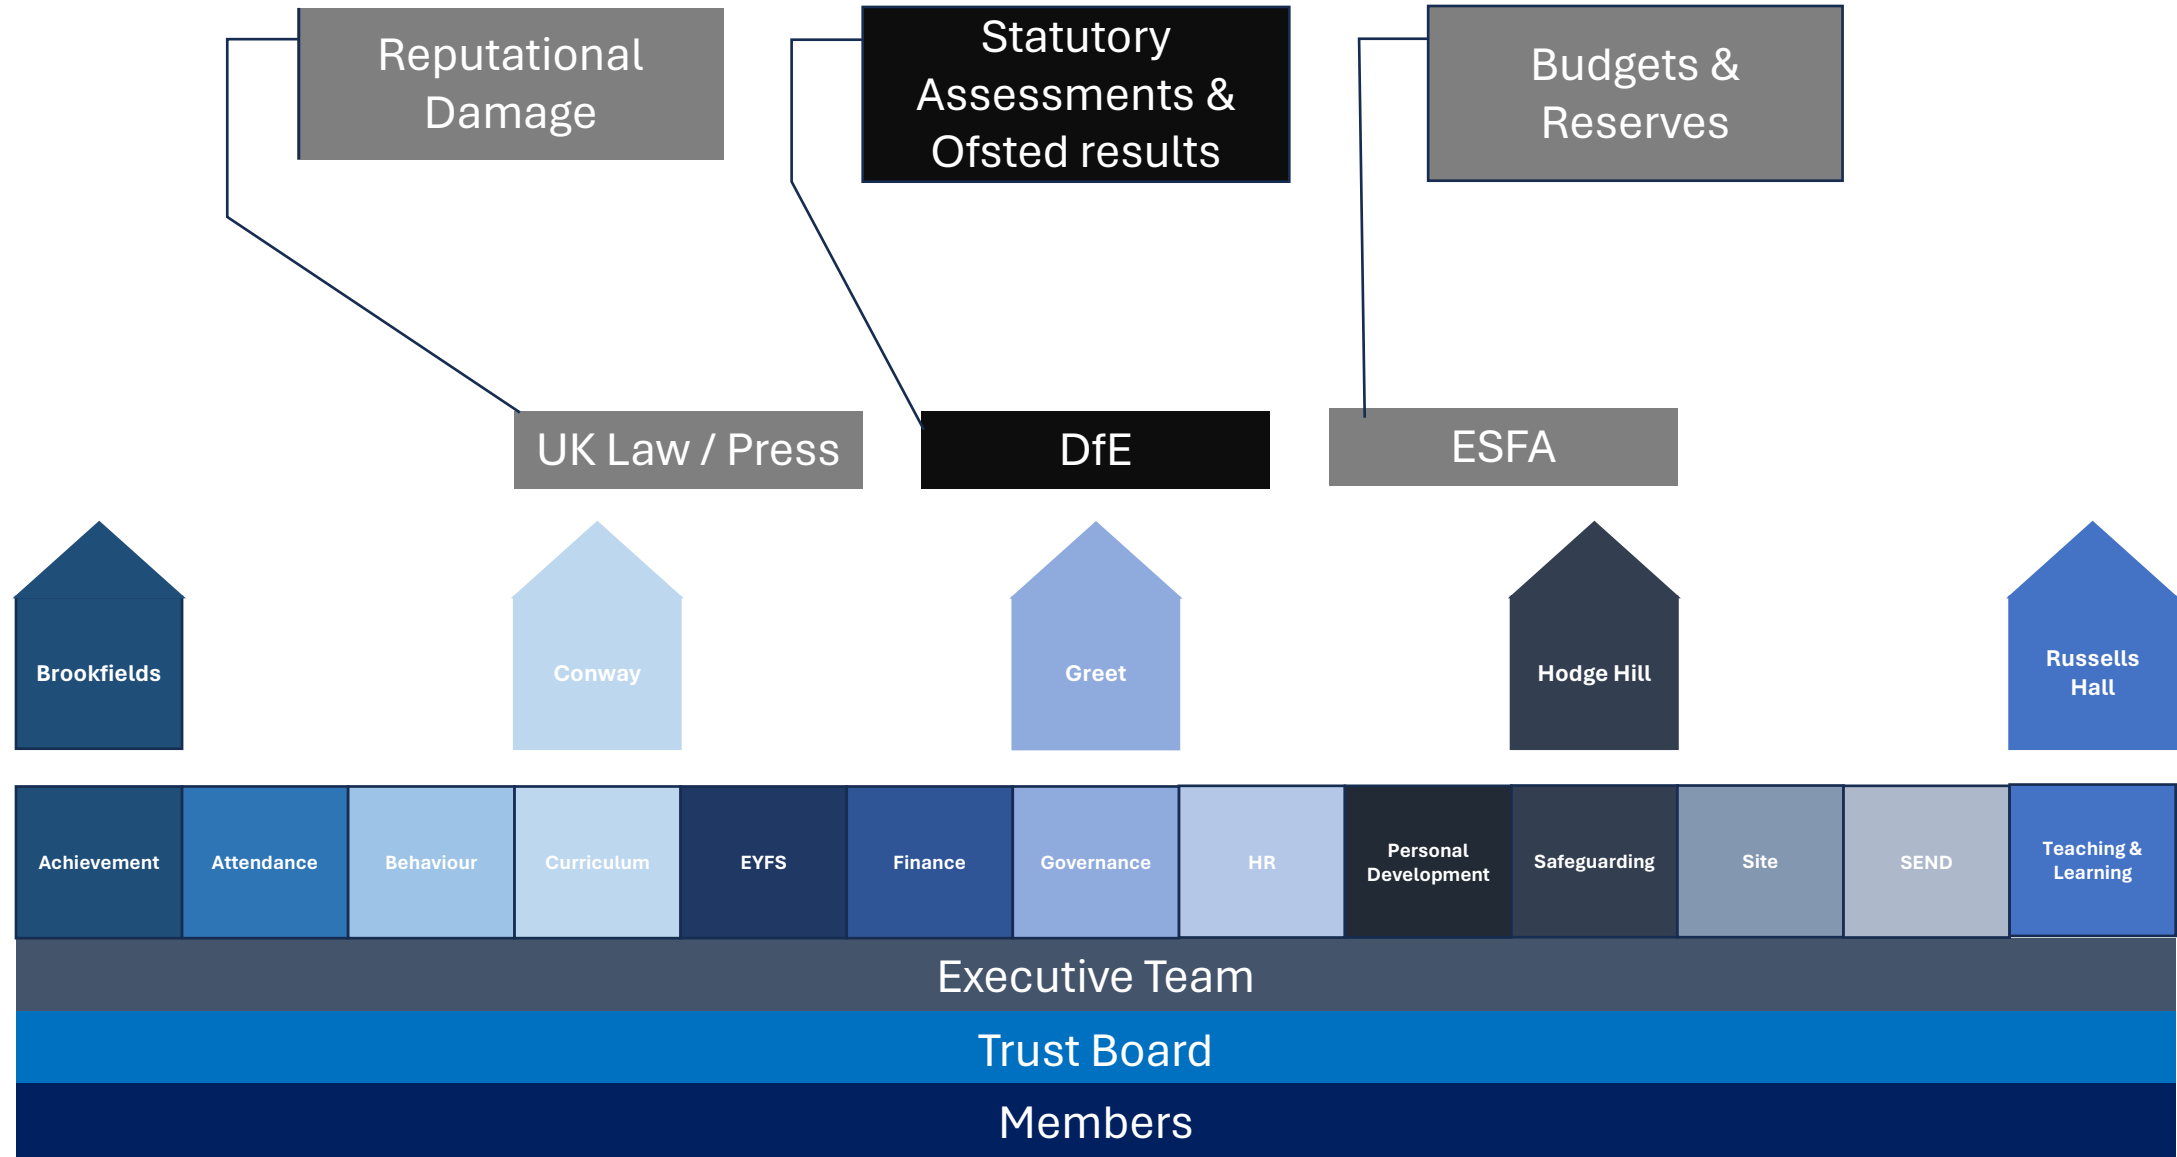 Reputational
Damage
Statutory
Assessments &
Ofsted results
Budgets &
Reserves
UK Law / Press
DfE
ESFA
Brookfields
Conway
Greet
Hodge Hill
Russells
Hall
Achievement
Attendance
Behaviour
Curriculum
EYFS
Finance
Governance
HR
Personal
Development
Safeguarding
Site
SEND
Teaching &
Learning
Executive Team
Trust Board
Members